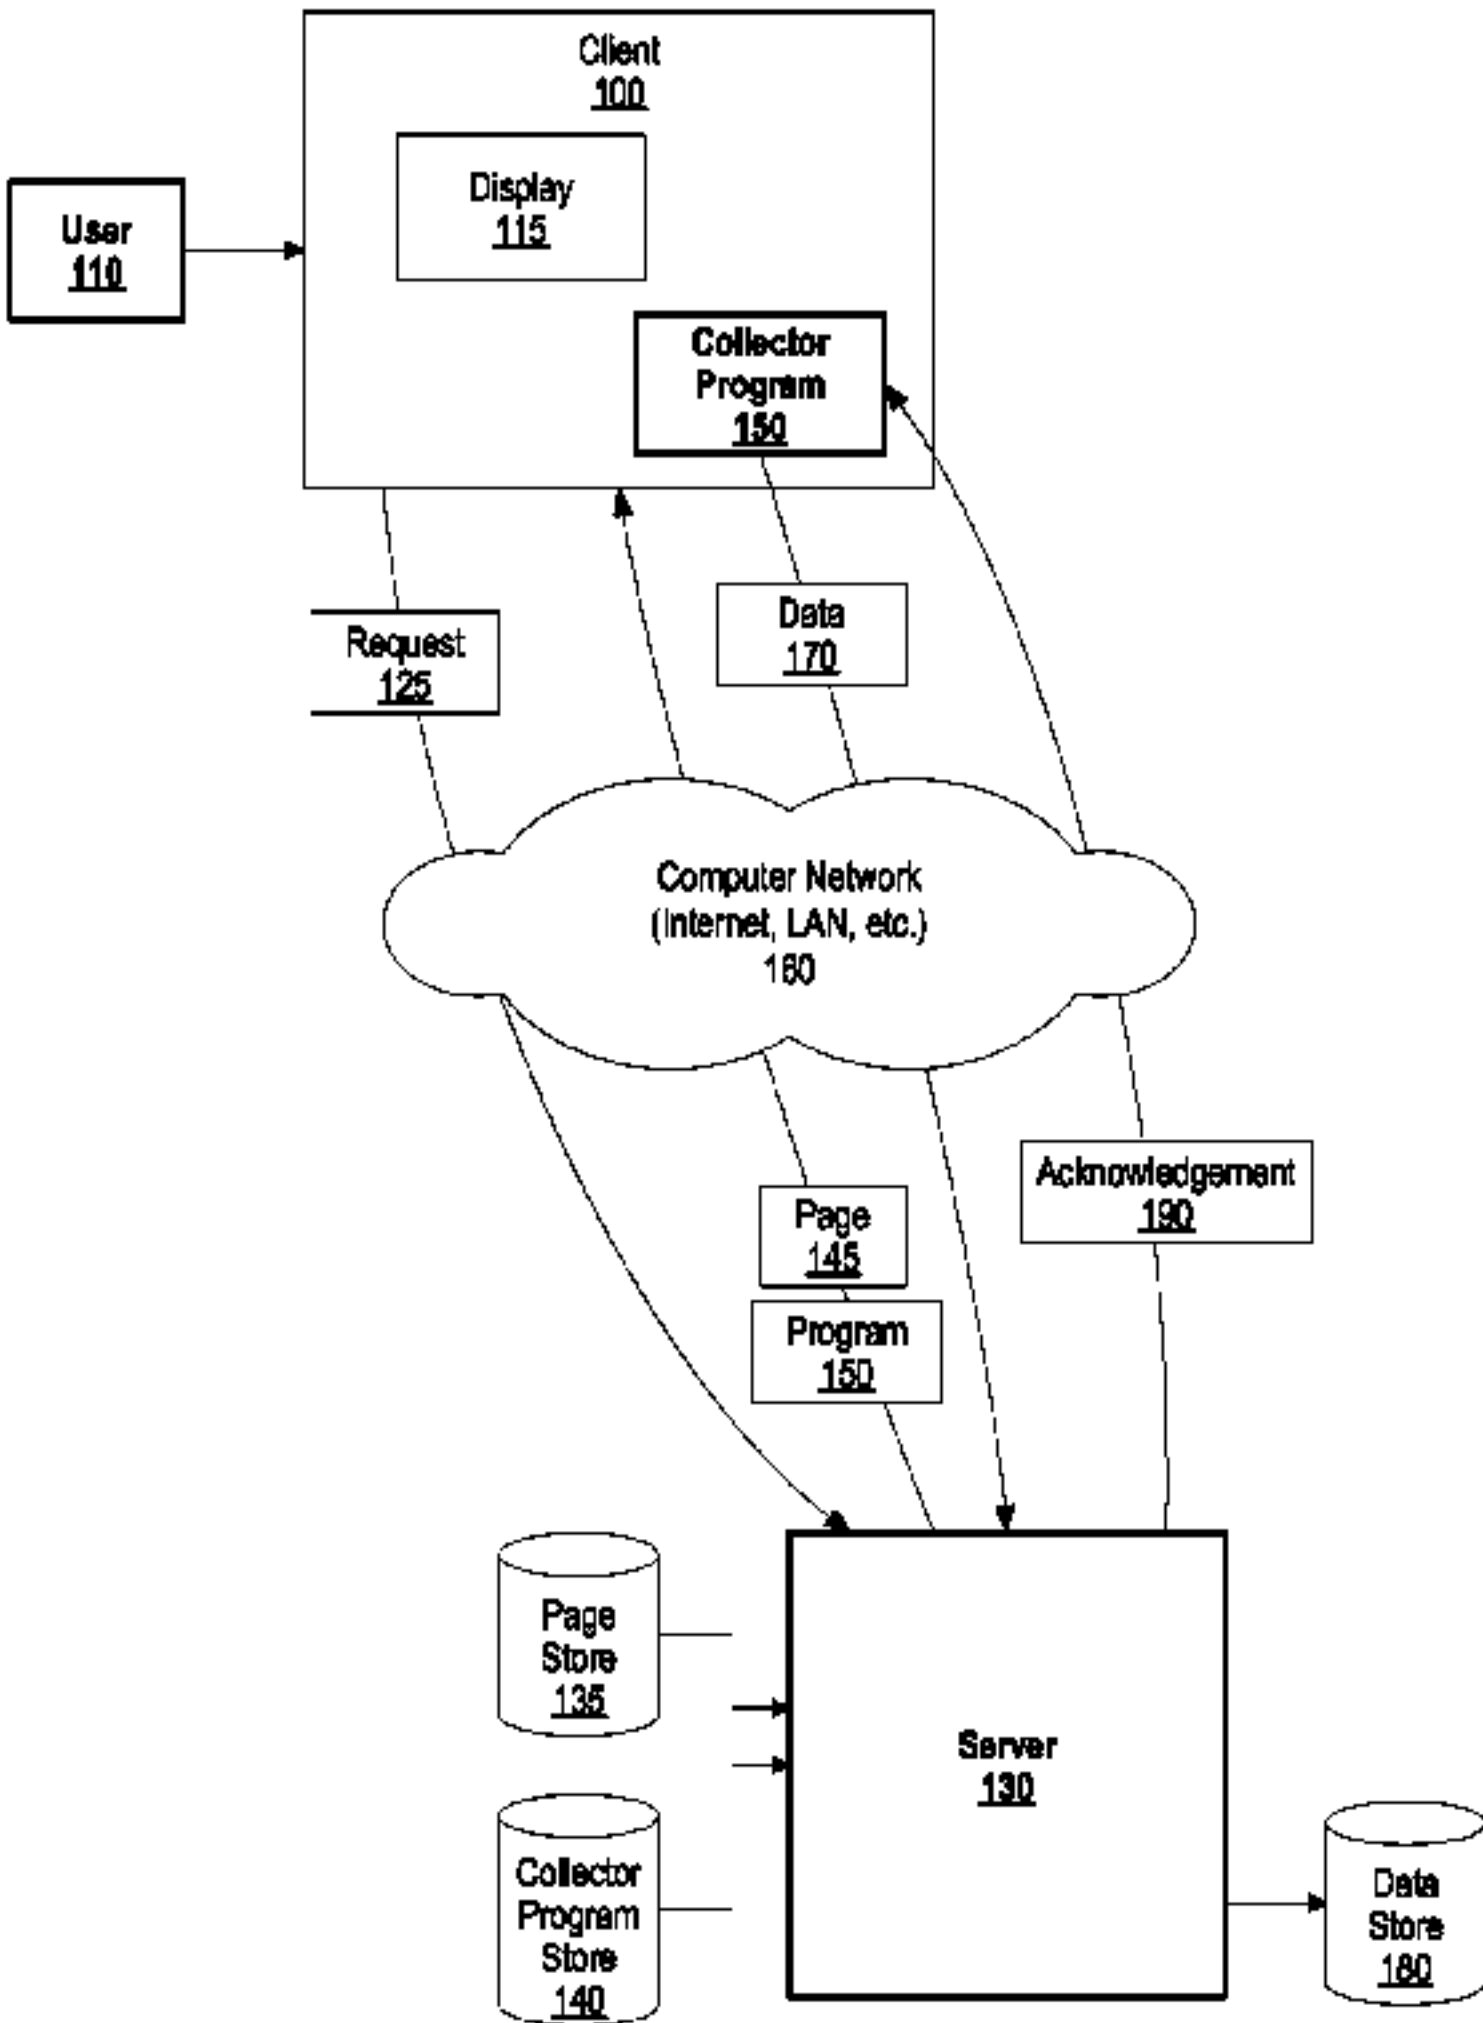 Client
100
Display
115
User
110
Collector
Program
150
Request
125
Data
170
Computer Network
(Internet, LAN, etc.)
160
Acknowledgement
190
Page
145
Program
150
Page
Store
135
Server
130
Collector
Program
Store
140
Data
Store
180